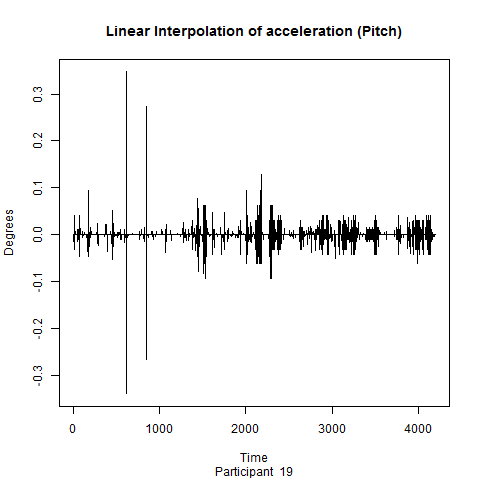 Linear Interpolation of acceleration (Pitch)
Degrees
0.3
0.2
0.1
0.0
-0.1
-0.2
-0.3
0 1000 2000 3000 4000
Time
Participant 19